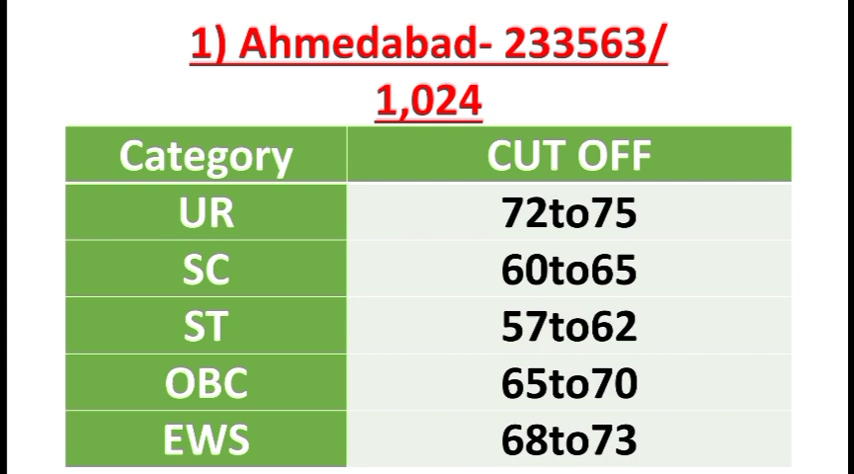 1) Ahmedabad- 233563/
1,024
Category CUT OFF
UR 72to75
SC 60to65
ST 57to62
OBC 65to70
EWS 68to73